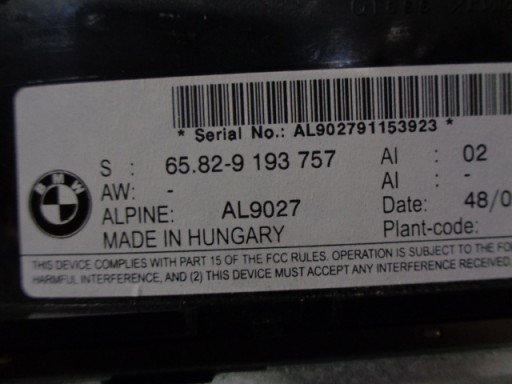 * Serial No.: AL902791153923 *
BMW
S : 65.82-9 193 757 AI : 02
AW: - AI : -
ALPINE: AL9027 Date: 48/0
MADE IN HUNGARY Plant-code:
THIS DEVICE COMPLIES WITH PART 15 OF THE FCC RULES. OPERATION IS SUBJECT TO THE FO
HARMFUL INTERFERENCE, AND (2) THIS DEVICE MUST ACCEPT ANY INTERFERENCE RECEIVED,